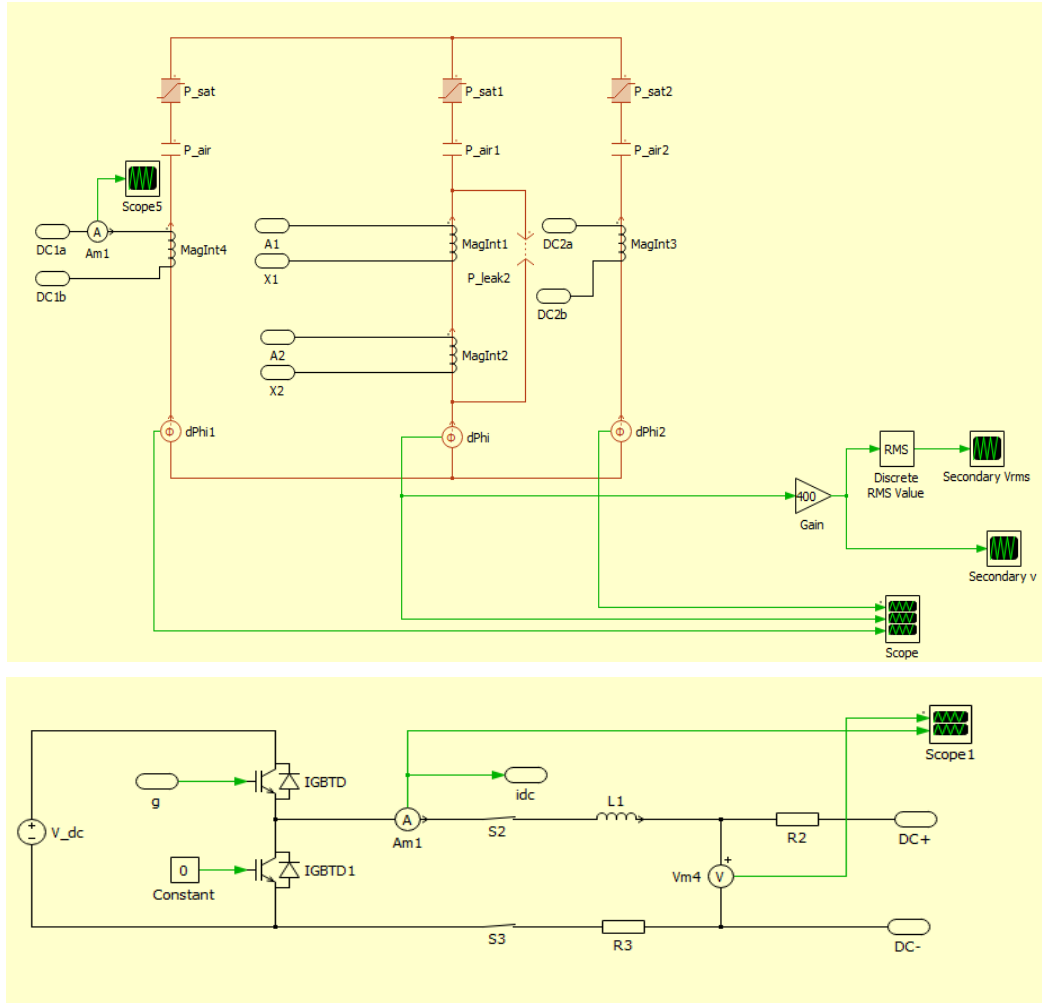 P_sat
P_sat1
P_sat2
P_air
P_air1
P_air2
Scope5
DC1a
A
Am1
MagInt4
DC1b
A1
X1
MagInt1
P_leak2
DC2a
MagInt3
DC2b
A2
X2
MagInt2
Φ
dPhi1
Φ
dPhi
Φ
dPhi2
RMS
Discrete
RMS Value
Secondary Vrms
400
Gain
Secondary v
Scope
Scope1
g
IGBTD
idc
L1
V_dc
A
Am1
S2
R2
DC+
0
Constant
IGBTD1
Vm4
V
S3
R3
DC-